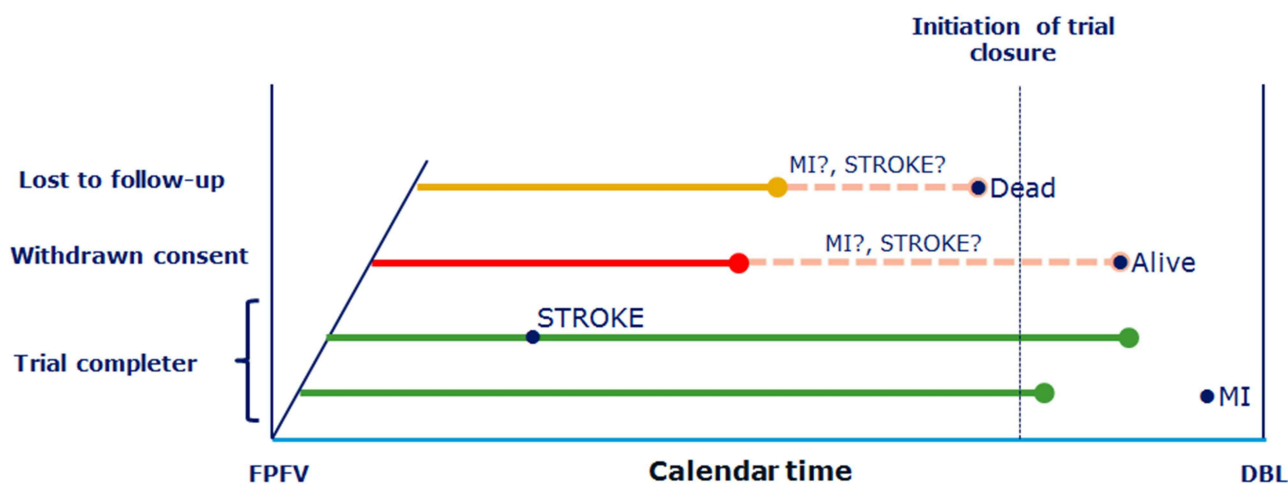 Initiation of trial
closure
Lost to follow-up
MI?, STROKE?
Dead
Withdrawn consent
MI?, STROKE?
Alive
STROKE
Trial completer
MI
FPFV
Calendar time
DBL